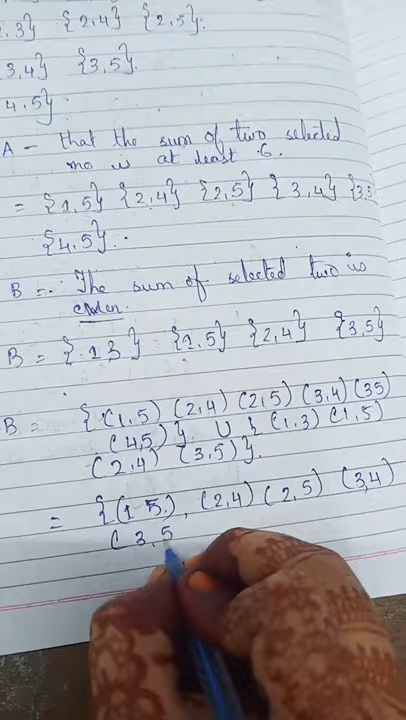 ,3} {2,4} {2,5}.
3,4} {3,5}.
4,5}.
A - that the sum of two selected
no is at least 6.
= {1,5} {2,4} {2,5} {3,4} {3,5
{4,5}.
B = The sum of selected two is
even.
B = {1 3} {1,5} {2,4} {3,5}
B = {(1,5) (2,4) (2,5) (3,4) (35)
(4,5)} U {(1,3) (1,5)
(2,4) (3,5)}.
= {(1 5), (2,4) (2,5) (3,4)
(3,5